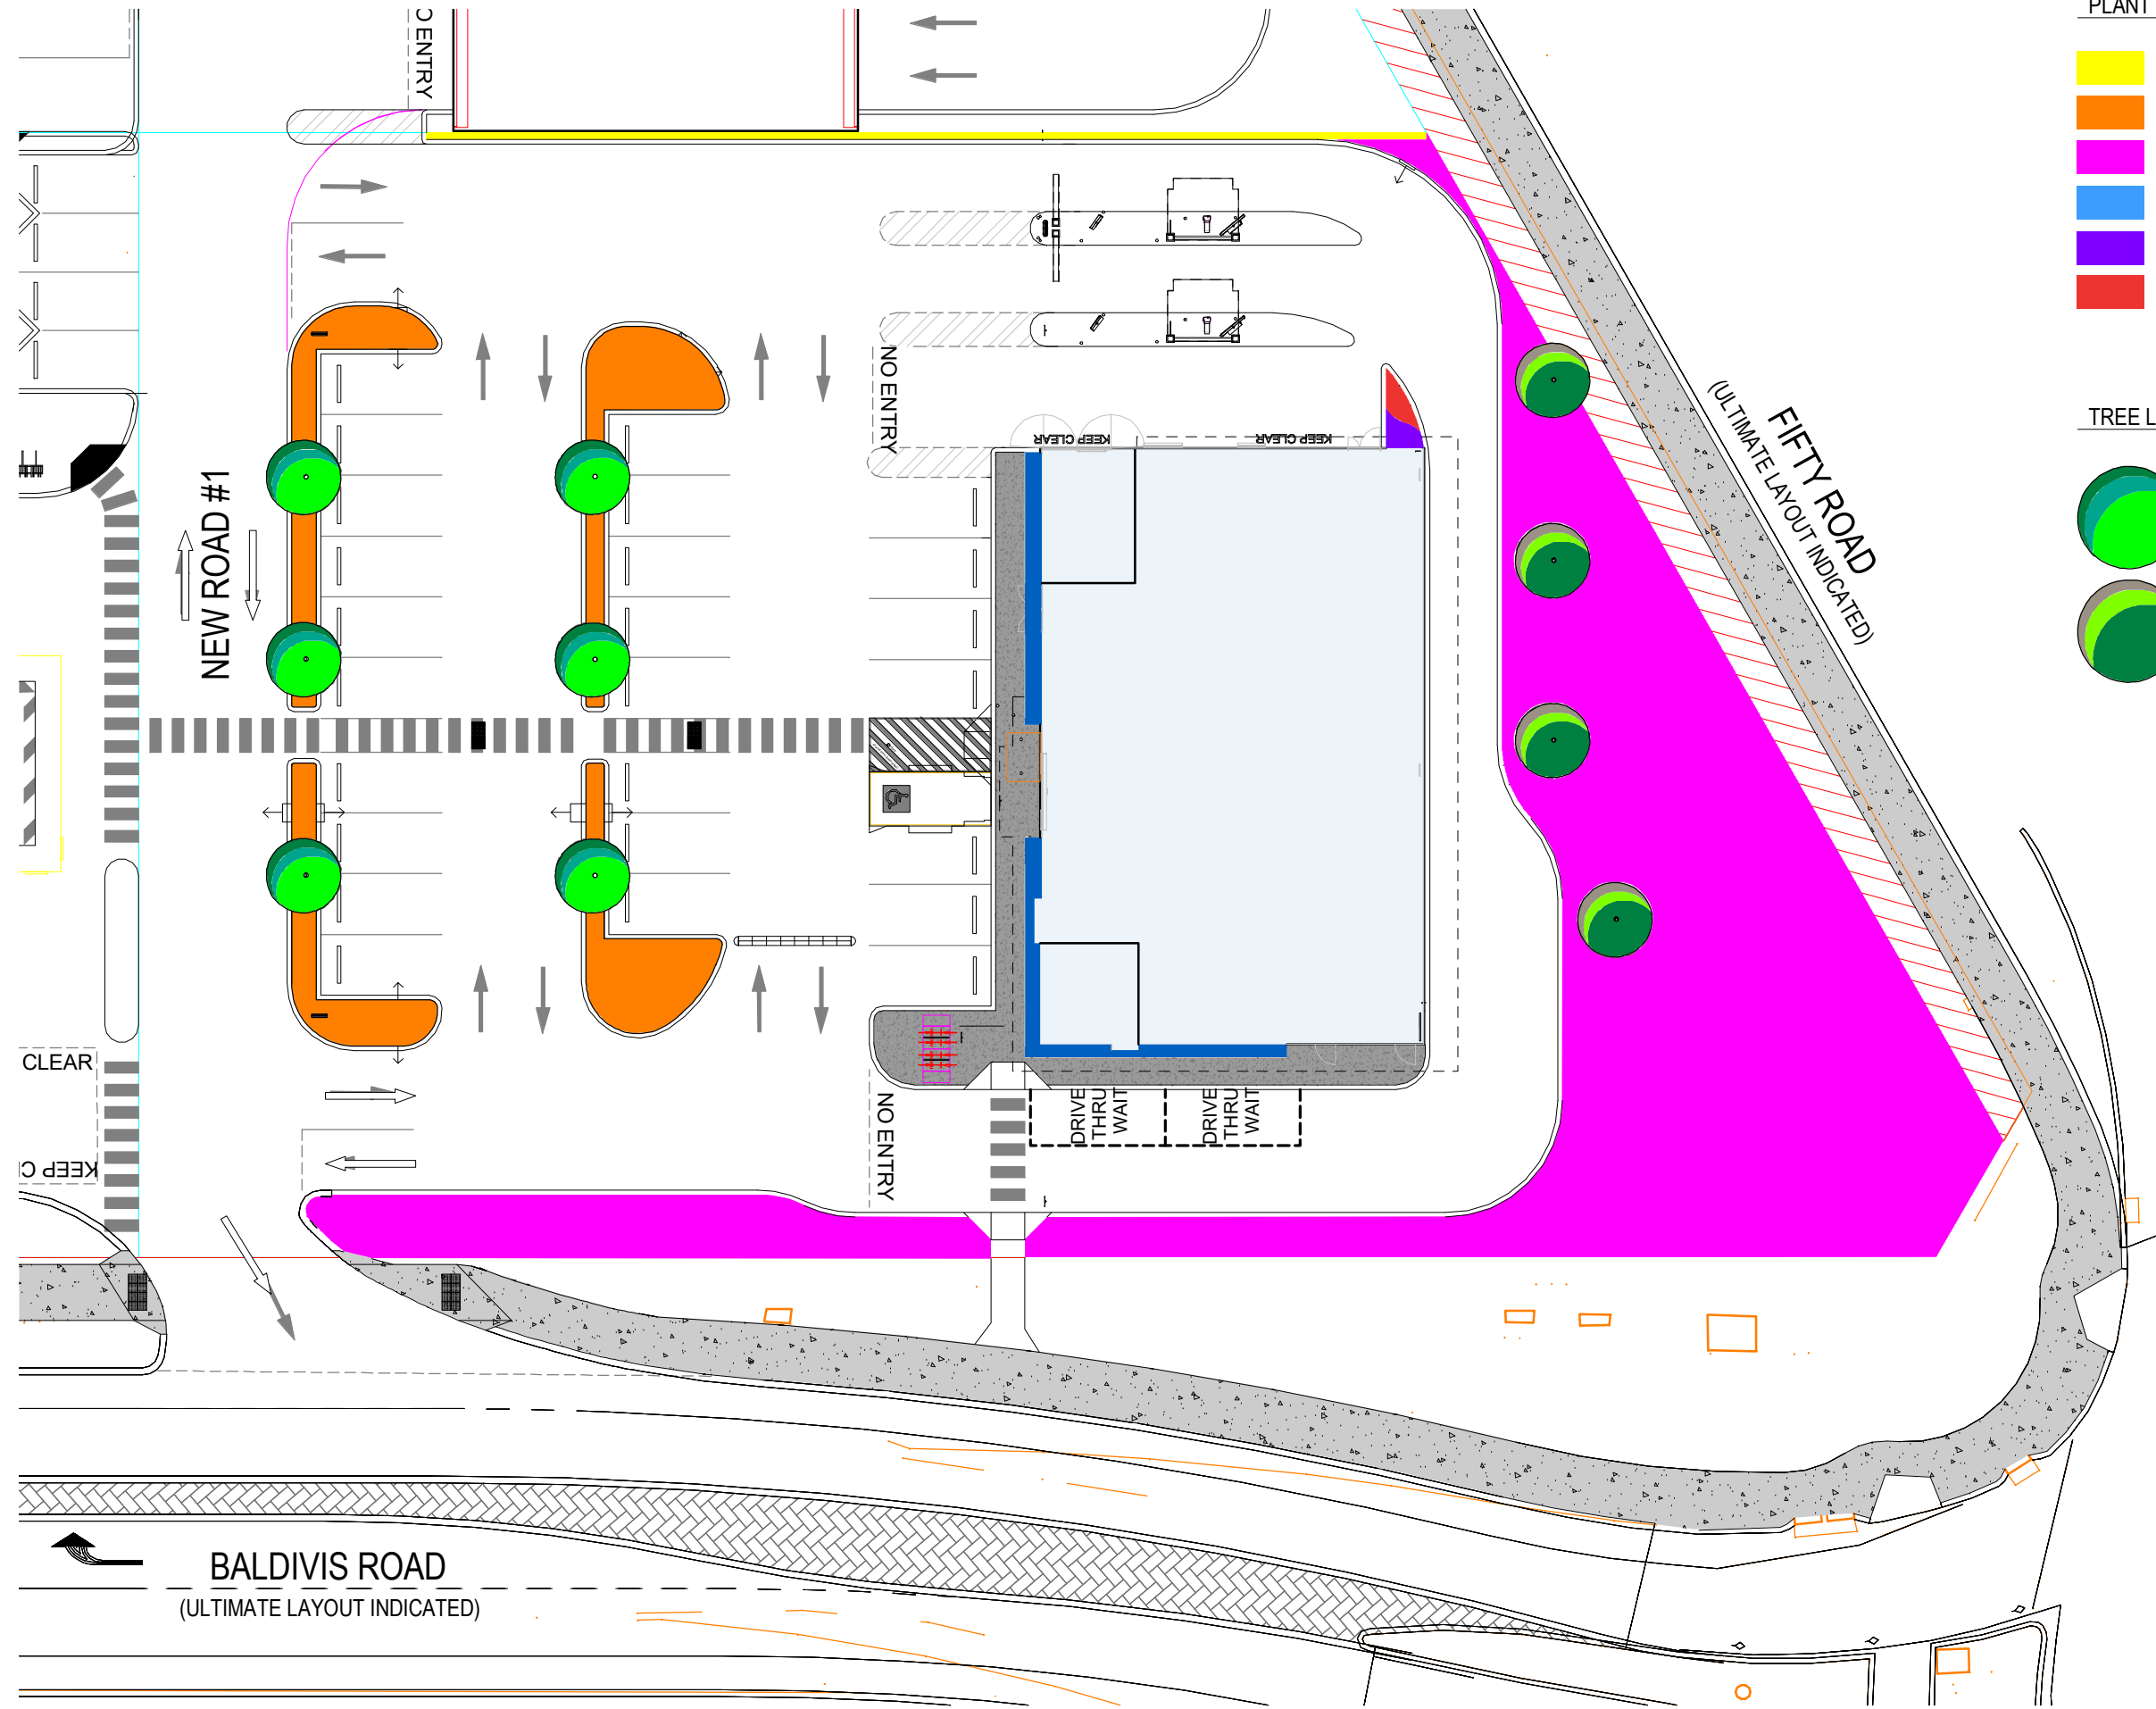 PLANT
O ENTRY
NO ENTRY
KEEP CLEAR
KEEP CLEAR
TREE L
FIFTY ROAD
(ULTIMATE LAYOUT INDICATED)
NEW ROAD #1
CLEAR
KEEP C
NO ENTRY
DRIVE
THRU
WAIT
DRIVE
THRU
WAIT
BALDIVIS ROAD
(ULTIMATE LAYOUT INDICATED)